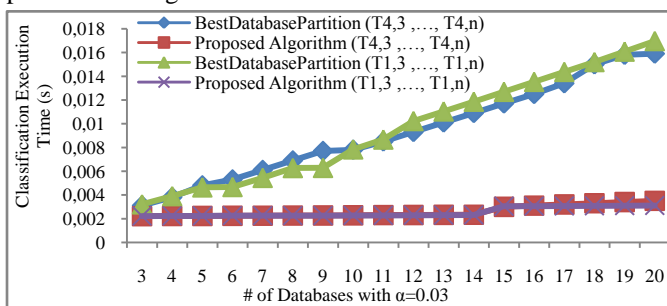 0,018
0,016
0,014
0,012
0,01
0,008
0,006
0,004
0,002
0
Classification Execution
Time (s)
BestDatabasePartition (T4,3 ,…, T4,n)
Proposed Algorithm (T4,3 ,…, T4,n)
BestDatabasePartition (T1,3 ,…, T1,n)
Proposed Algorithm (T1,3 ,…, T1,n)
3 4 5 6 7 8 9 10 11 12 13 14 15 16 17 18 19 20
# of Databases with α=0.03